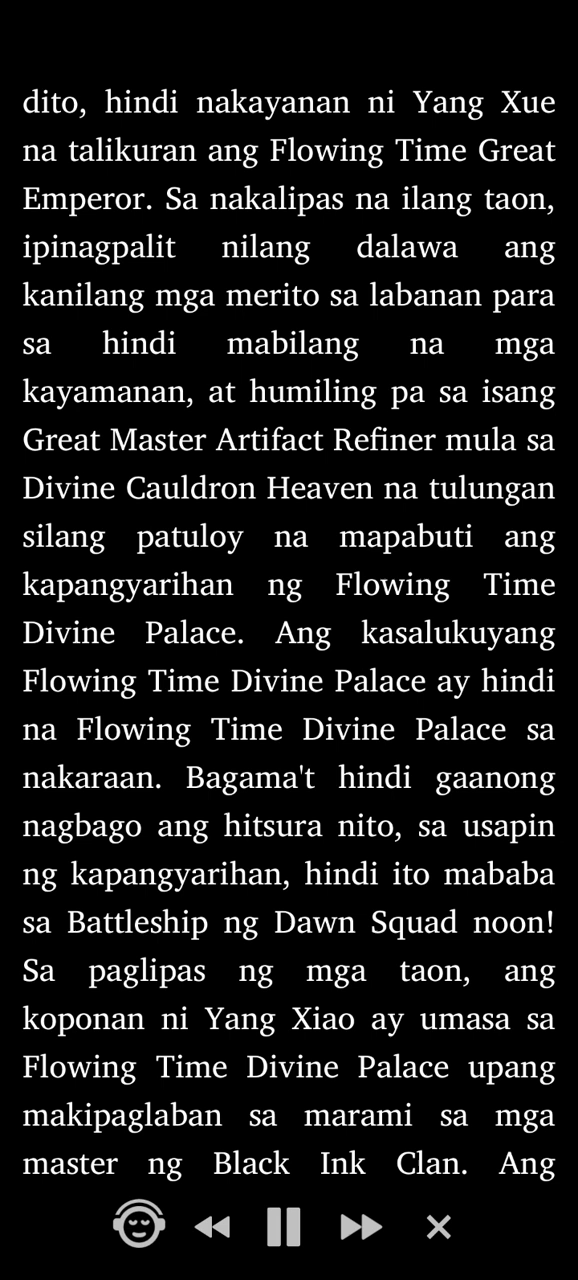 dito, hindi nakayanan ni Yang Xue
na talikuran ang Flowing Time Great
Emperor. Sa nakalipas na ilang taon,
ipinagpalit nilang dalawa ang
kanilang mga merito sa labanan para
sa hindi mabilang na mga
kayamanan, at humiling pa sa isang
Great Master Artifact Refiner mula sa
Divine Cauldron Heaven na tulungan
silang patuloy na mapabuti ang
kapangyarihan ng Flowing Time
Divine Palace. Ang kasalukuyang
Flowing Time Divine Palace ay hindi
na Flowing Time Divine Palace sa
nakaraan. Bagama't hindi gaanong
nagbago ang hitsura nito, sa usapin
ng kapangyarihan, hindi ito mababa
sa Battleship ng Dawn Squad noon!
Sa paglipas ng mga taon, ang
koponan ni Yang Xiao ay umasa sa
Flowing Time Divine Palace upang
makipaglaban sa marami sa mga
master ng Black Ink Clan. Ang